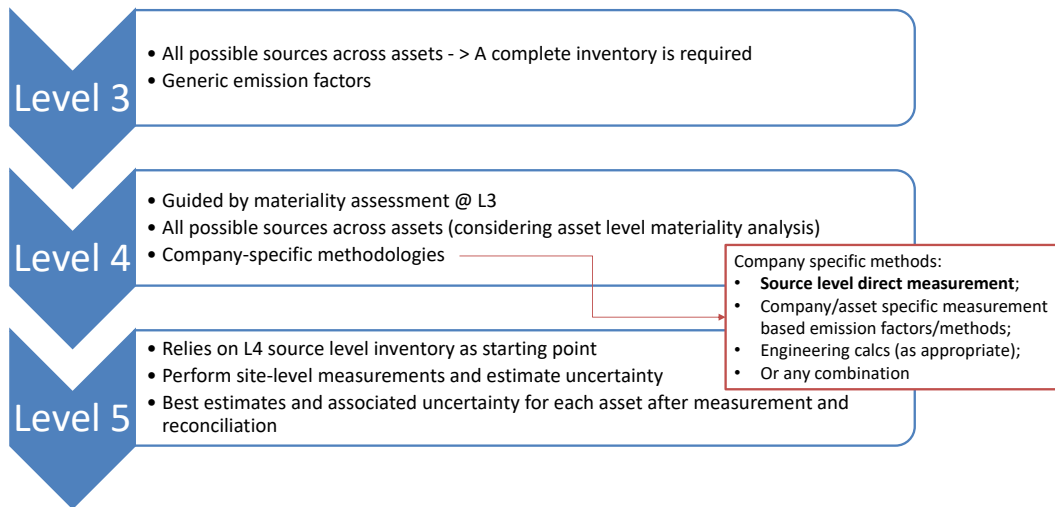 Level 3
• All possible sources across assets - > A complete inventory is required
• Generic emission factors
Level 4
• Guided by materiality assessment @ L3
• All possible sources across assets (considering asset level materiality analysis)
• Company-specific methodologies
Company specific methods:
• Source level direct measurement;
• Company/asset specific measurement
based emission factors/methods;
• Engineering calcs (as appropriate);
• Or any combination
Level 5
• Relies on L4 source level inventory as starting point
• Perform site-level measurements and estimate uncertainty
• Best estimates and associated uncertainty for each asset after measurement and
reconciliation